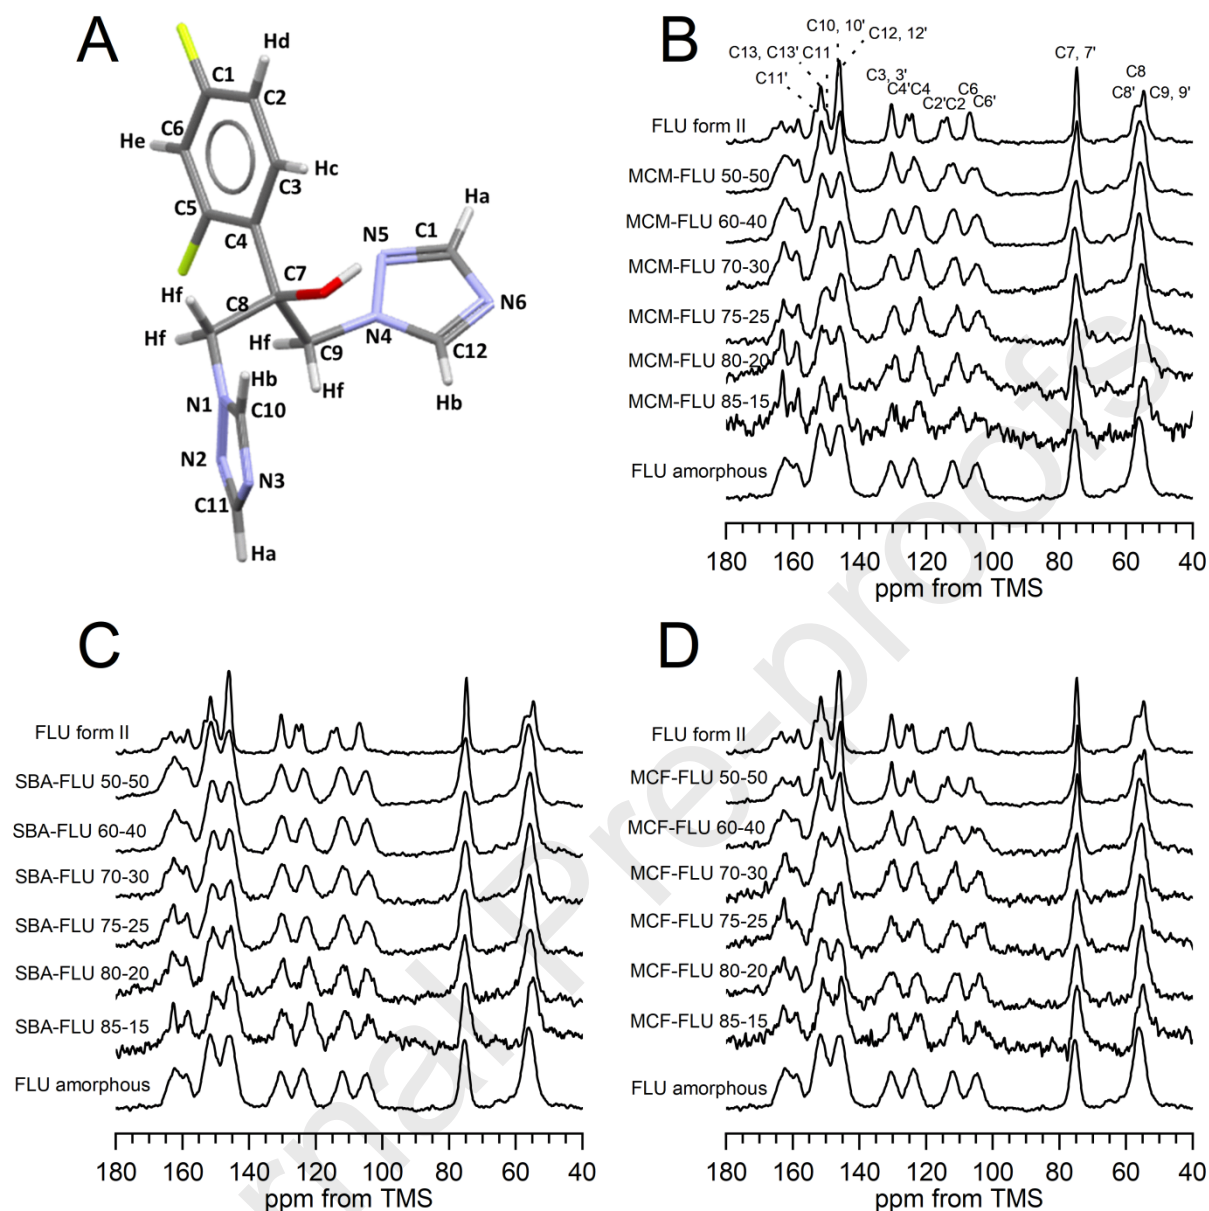 A
Hd
C1
C2
C6
He
Hc
C3
Ha
C5
C4
N5
C1
C7
Hf
C8
N6
Hf
Hf
N4
C9
C12
Hb
Hf
Hb
N1
C10
N2
N3
C11
Ha
B
C10, 10'
C12, 12'
C13, C13' C11
C11'
C3, 3'
C4'C4
C2'C2
C6
C6'
C7, 7'
C8
C8'
C9, 9'
FLU form II
MCM-FLU 50-50
MCM-FLU 60-40
MCM-FLU 70-30
MCM-FLU 75-25
MCM-FLU 80-20
MCM-FLU 85-15
FLU amorphous
180 160 140 120 100 80 60 40
ppm from TMS
C
FLU form II
SBA-FLU 50-50
SBA-FLU 60-40
SBA-FLU 70-30
SBA-FLU 75-25
SBA-FLU 80-20
SBA-FLU 85-15
FLU amorphous
180 160 140 120 100 80 60 40
ppm from TMS
D
FLU form II
MCF-FLU 50-50
MCF-FLU 60-40
MCF-FLU 70-30
MCF-FLU 75-25
MCF-FLU 80-20
MCF-FLU 85-15
FLU amorphous
180 160 140 120 100 80 60 40
ppm from TMS
rnal Pre-proofs